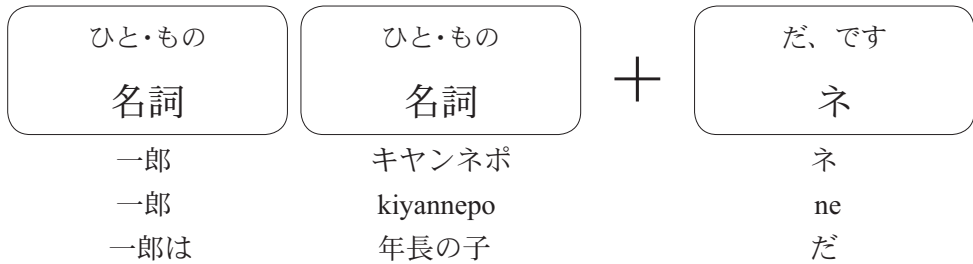 ひと・もの ひと・もの だ、です
名詞 名詞 + ネ
一郎 キヤンネポ ネ
一郎 kiyannepo ne
一郎は 年長の子 だ